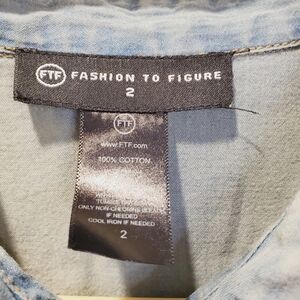 FTF FASHION TO FIGURE
2
FTF
www.FTF.com
100% COTTON
TUMBLE
ONLY NON-CHLORINE
IF NEEDED
COOL IRON IF NEEDED
2